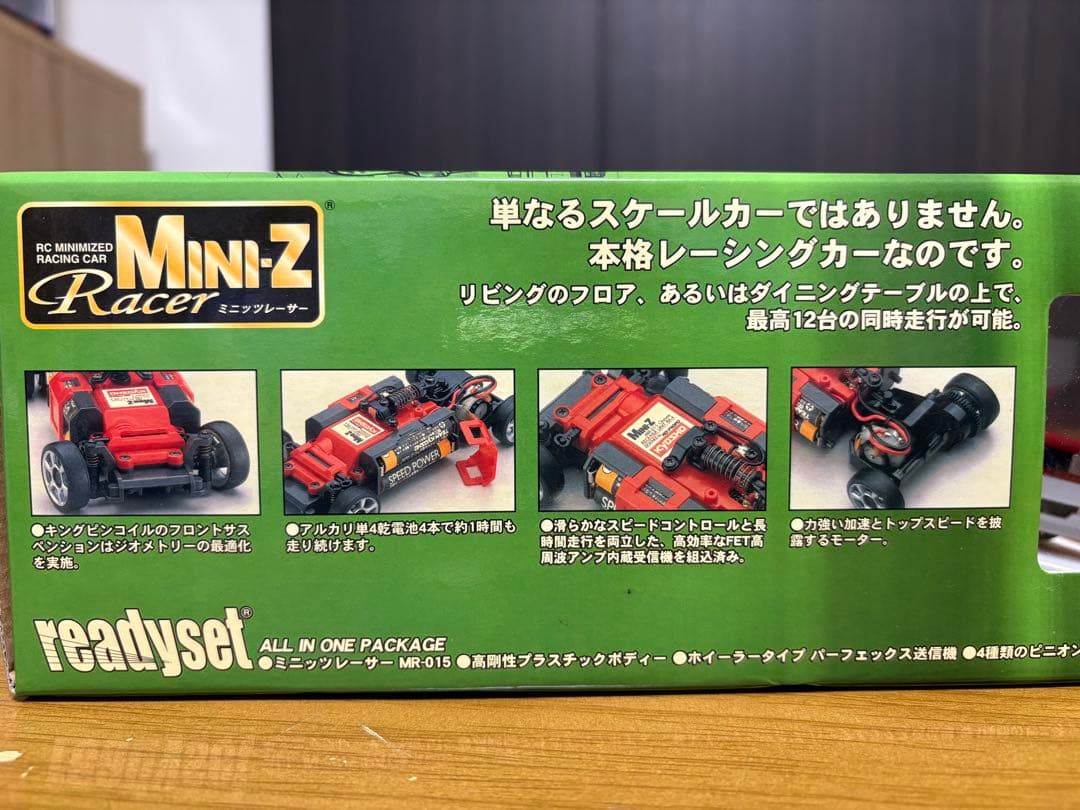 RC MINIMIZED
RACING CAR
MINI-Z
®
Racer
ミニッツレーサー
単なるスケールカーではありません。
本格レーシングカーなのです。
リビングのフロア、あるいはダイニングテーブルの上で、
最高12台の同時走行が可能。
MINI-Z
KYOSHO
SPEED POWER
MINI-Z
KYOSHO
●キングピンコイルのフロントサス
ペンションはジオメトリーの最適化
を実施。
●アルカリ単4乾電池4本で約1時間も
走り続けます。
●滑らかなスピードコントロールと長
時間走行を両立した、高効率なFET高
周波アンプ内蔵受信機を組込済み。
●力強い加速とトップスピードを披
露するモーター。
readyset®
ALL IN ONE PACKAGE
●ミニッツレーサー MR-015 ●高剛性プラスチックボディー ●ホイーラータイプ パーフェックス送信機 ●4種類のピニオン